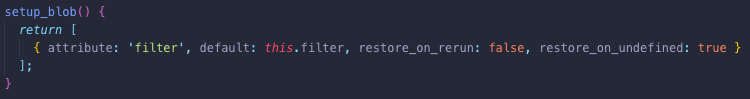 setup_blob() {
  return [
    { attribute: 'filter', default: this.filter, restore_on_rerun: false, restore_on_undefined: true }
  ];
}